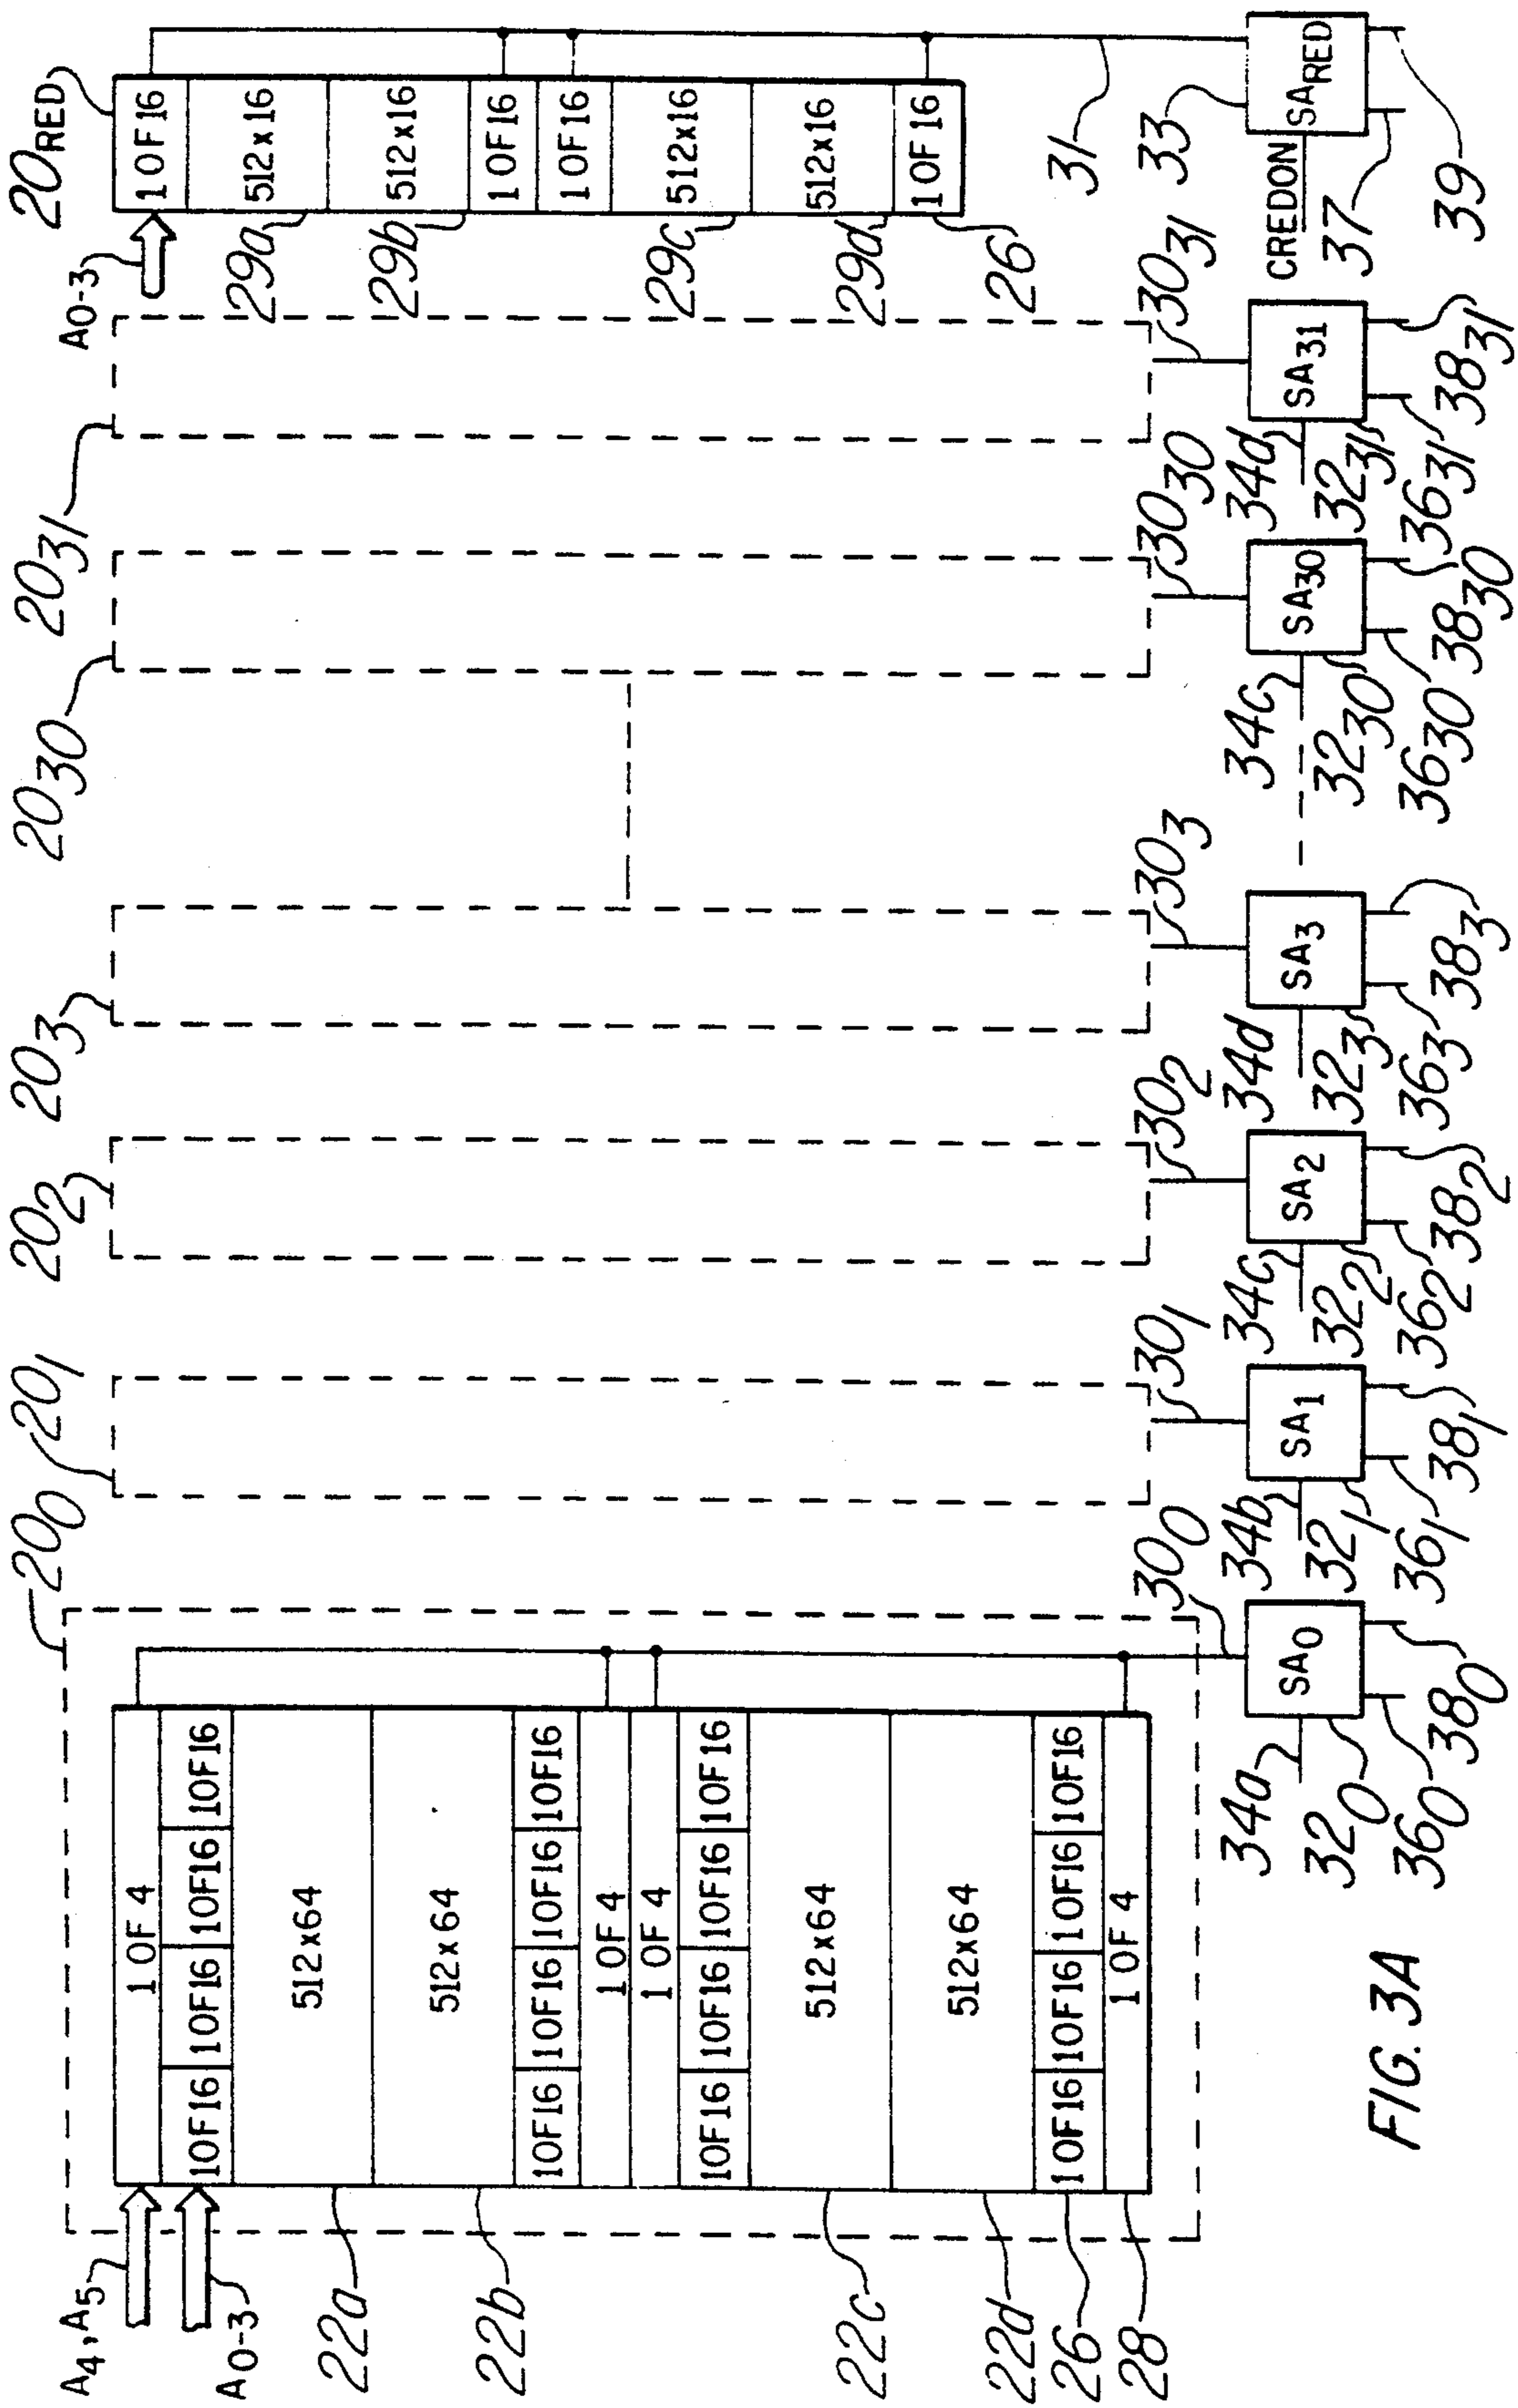 20₀ 20₁ 20₂ 20₃ 20₃₀ 20₃₁ 20RED
A₄,A₅
A₀₋₃
1 OF 4
1OF16 1OF16 1OF16 1OF16
22a 512x64
22b 512x64
1OF16 1OF16 1OF16 1OF16
1 OF 4
1 OF 4
1OF16 1OF16 1OF16 1OF16
22c 512x64
22d 512x64
26 1OF16 1OF16 1OF16 1OF16
28 1 OF 4
A₀₋₃
1 OF 16
29a 512x16
29b 512x16
1 OF 16
1 OF 16
29c 512x16
29d 512x16
26 1 OF 16
30₀ 30₁ 30₂ 30₃ 30₃₀ 30₃₁ 31
34a 34b 34c 34d 34c 34d 33
SA₀ SA₁ SA₂ SA₃ SA₃₀ SA₃₁ CREDON SARED
32₀ 32₁ 32₂ 32₃ 32₃₀ 32₃₁ 37
36₀ 38₀ 36₁ 38₁ 36₂ 38₂ 36₃ 38₃ 36₃₀ 38₃₀ 36₃₁ 38₃₁ 39
FIG. 3A